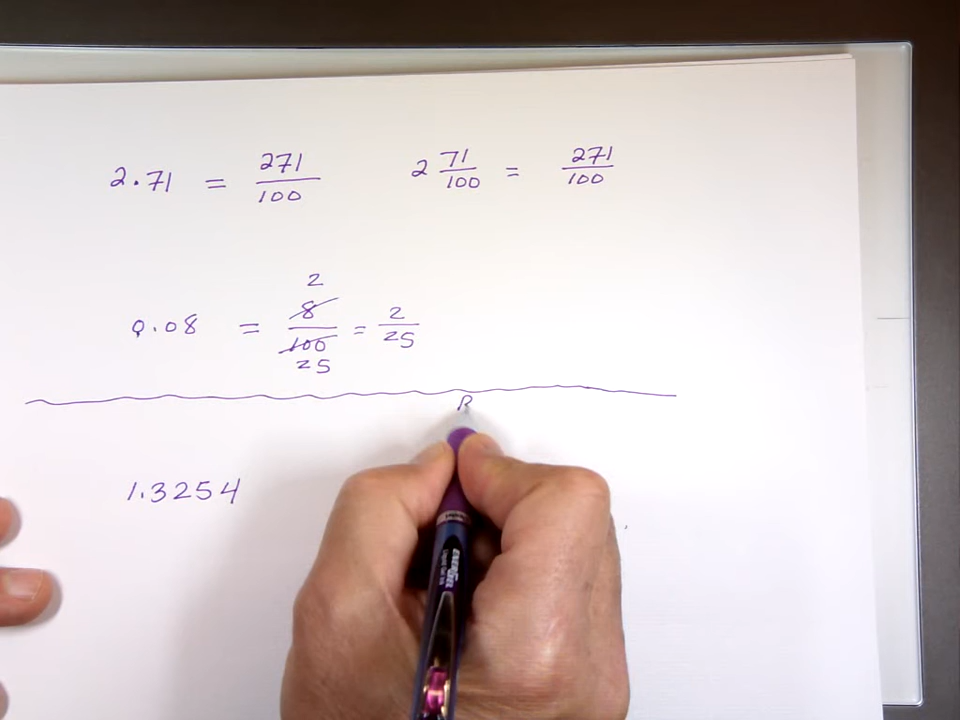 2.71 = 271/100    2 71/100 = 271/100
2
0.08 = 8/100 = 2/25
25
R
1.3254